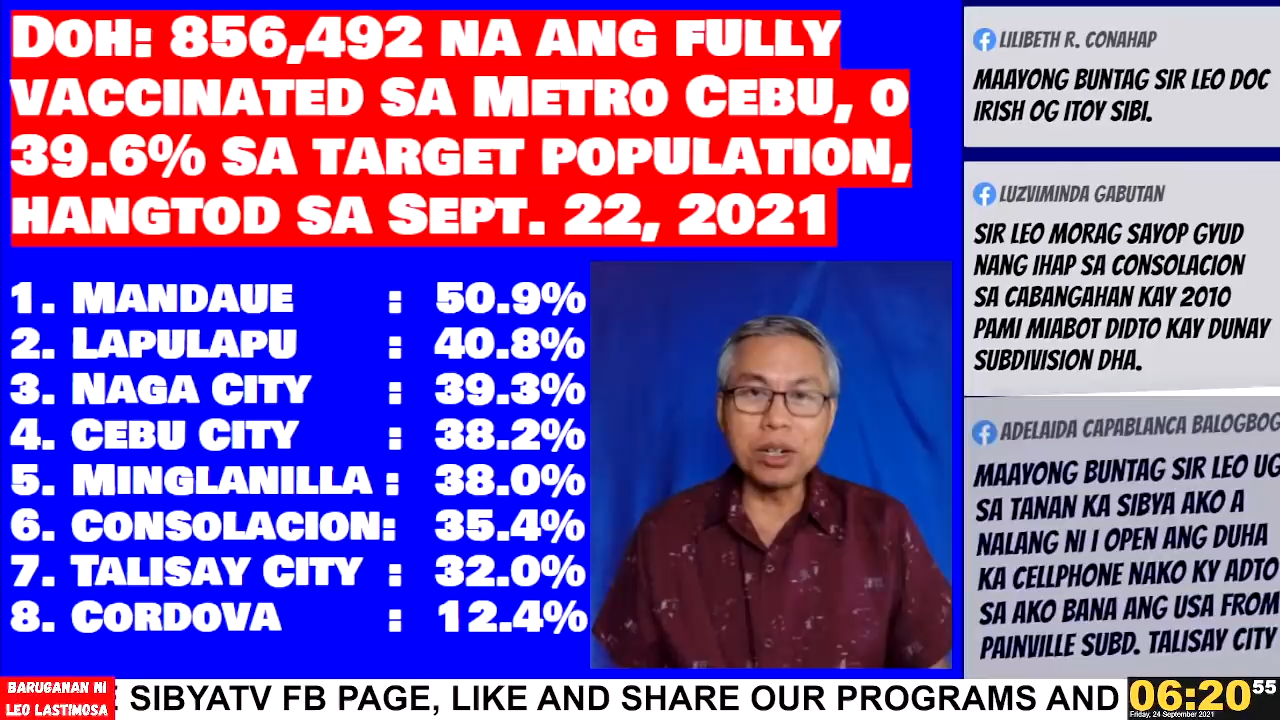 DOH: 856,492 NA ANG FULLY
VACCINATED SA METRO CEBU, O
39.6% SA TARGET POPULATION,
HANGTOD SA SEPT. 22, 2021
1. MANDAUE : 50.9%
2. LAPULAPU : 40.8%
3. NAGA CITY : 39.3%
4. CEBU CITY : 38.2%
5. MINGLANILLA : 38.0%
6. CONSOLACION: 35.4%
7. TALISAY CITY : 32.0%
8. CORDOVA : 12.4%
LILIBETH R. CONAHAP
MAAYONG BUNTAG SIR LEO DOC
IRISH OG ITOY SIBI.
LUZVIMINDA GABUTAN
SIR LEO MORAG SAYOP GYUD
NANG IHAP SA CONSOLACION
SA CABANGAHAN KAY 2010
PAMI MIABOT DIDTO KAY DUNAY
SUBDIVISION DHA.
ADELAIDA CAPABLANCA BALOGBOG
MAAYONG BUNTAG SIR LEO UG
SA TANAN KA SIBYA AKO A
NALANG NI I OPEN ANG DUHA
KA CELLPHONE NAKO KY ADTO
SA AKO BANA ANG USA FROM
PAINVILLE SUBD. TALISAY CITY
BARUGANAN NI
LEO LASTIMOSA
E SIBYATV FB PAGE, LIKE AND SHARE OUR PROGRAMS AND
06:20 55
Friday, 24 September 2021